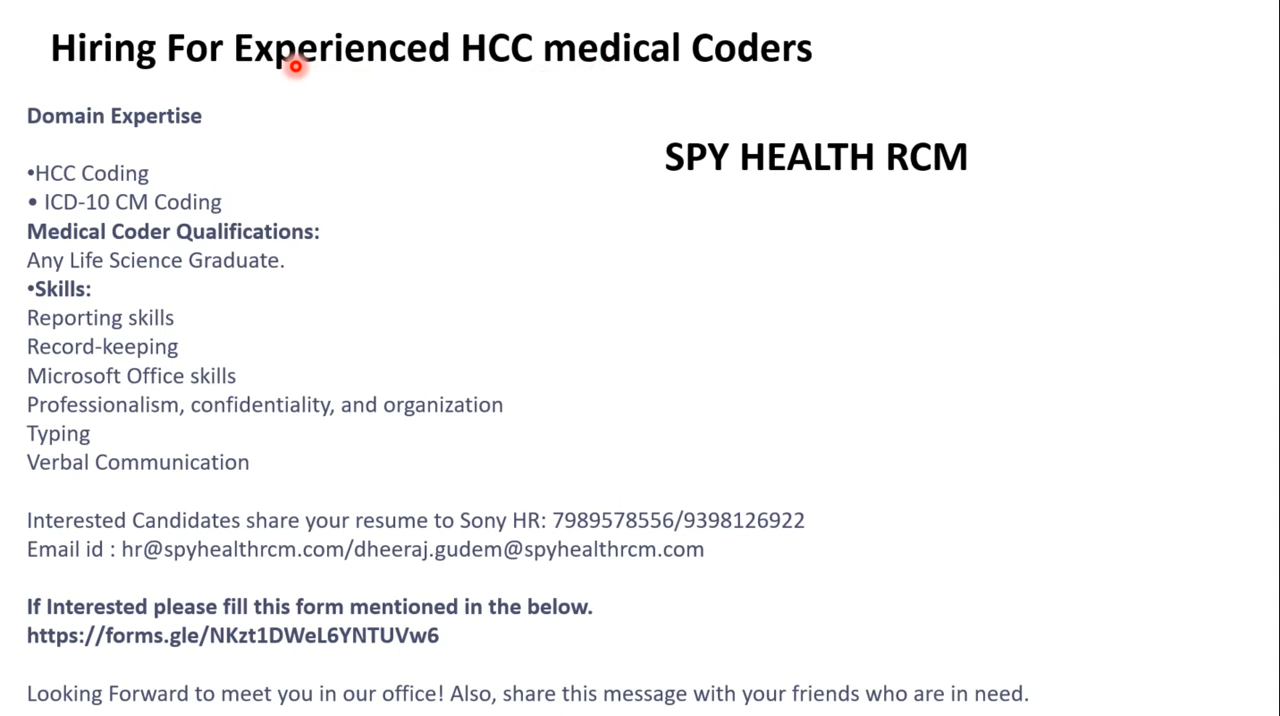 Hiring For Experienced HCC medical Coders
Domain Expertise
SPY HEALTH RCM
•HCC Coding
• ICD-10 CM Coding
Medical Coder Qualifications:
Any Life Science Graduate.
•Skills:
Reporting skills
Record-keeping
Microsoft Office skills
Professionalism, confidentiality, and organization
Typing
Verbal Communication
Interested Candidates share your resume to Sony HR: 7989578556/9398126922
Email id : hr@spyhealthrcm.com/dheeraj.gudem@spyhealthrcm.com
If Interested please fill this form mentioned in the below.
https://forms.gle/NKzt1DWeL6YNTUVw6
Looking Forward to meet you in our office! Also, share this message with your friends who are in need.